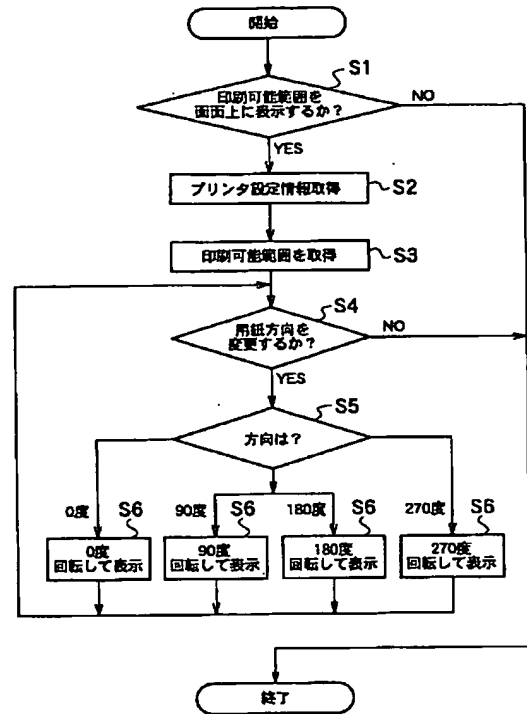 開始
S1
印刷可能範囲を
画面上に表示するか？
NO
YES
プリンタ設定情報取得
S2
印刷可能範囲を取得
S3
S4
用紙方向を
変更するか？
NO
YES
S5
方向は？
0度
S6
90度
S6
180度
S6
270度
S6
0度
回転して表示
90度
回転して表示
180度
回転して表示
270度
回転して表示
終了